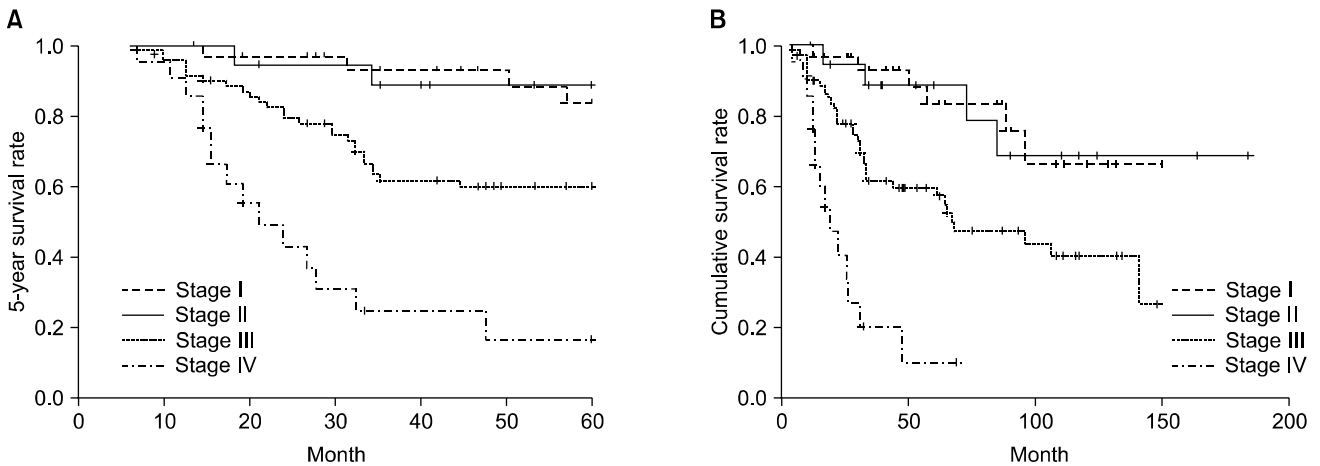 A
5-year survival rate
1.0
0.8
0.6
0.4
0.2
0.0
Stage I
Stage II
Stage III
Stage IV
0 10 20 30 40 50 60
Month
B
Cumulative survival rate
1.0
0.8
0.6
0.4
0.2
0.0
Stage I
Stage II
Stage III
Stage IV
0 50 100 150 200
Month